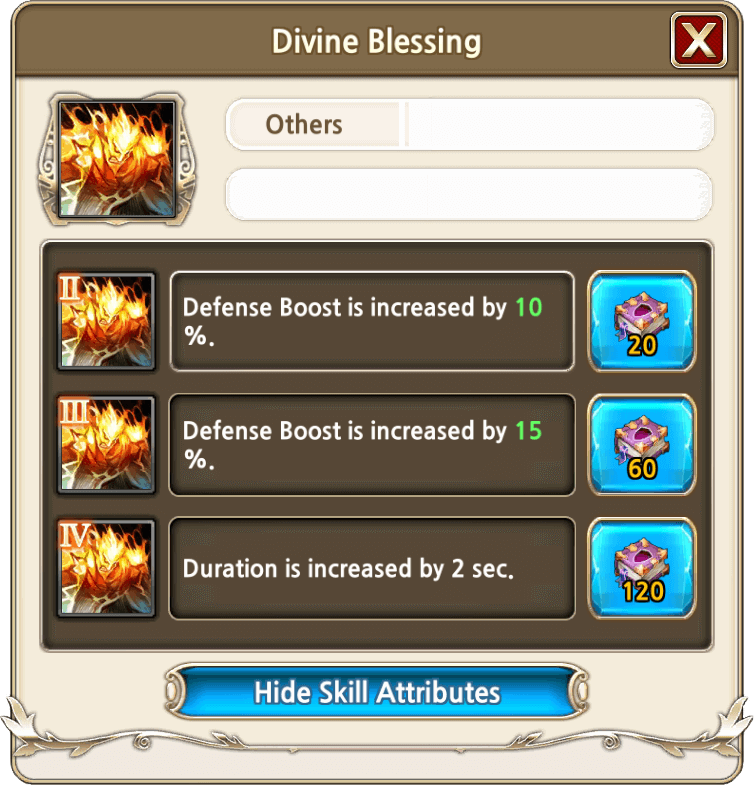 Divine Blessing
X
Others
II
Defense Boost is increased by 10
%.
20
III
Defense Boost is increased by 15
%.
60
IV
Duration is increased by 2 sec.
120
Hide Skill Attributes